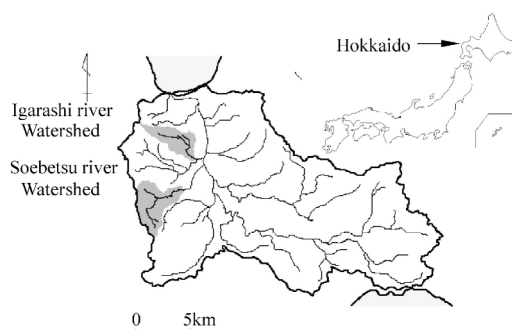 Hokkaido
Igarashi river
Watershed
Soebetsu river
Watershed
0 5km